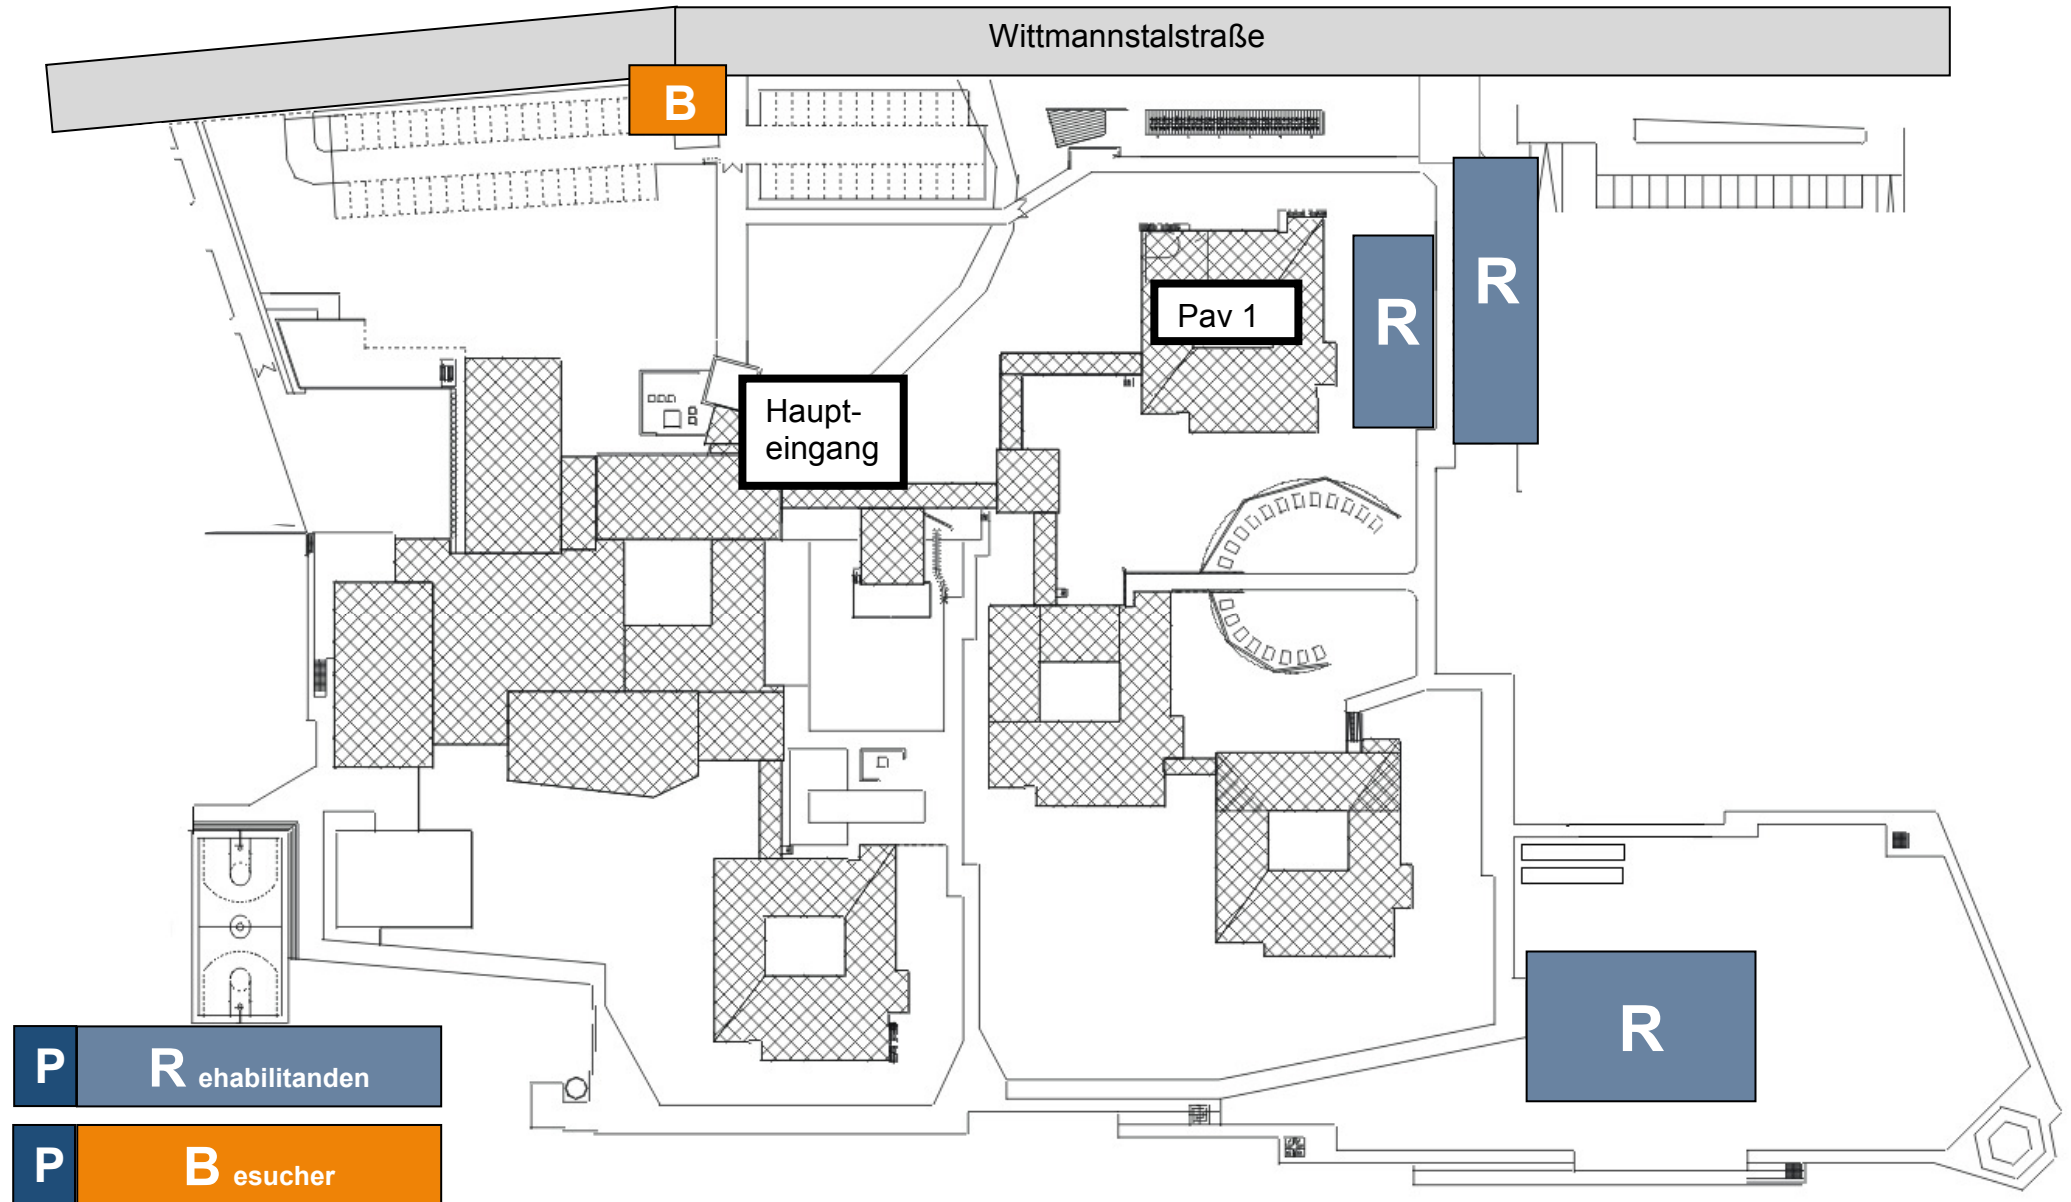 Wittmannstalstraße
B
R
R
Pav 1
Haupt-
eingang
R
P R ehabilitanden
P B esucher